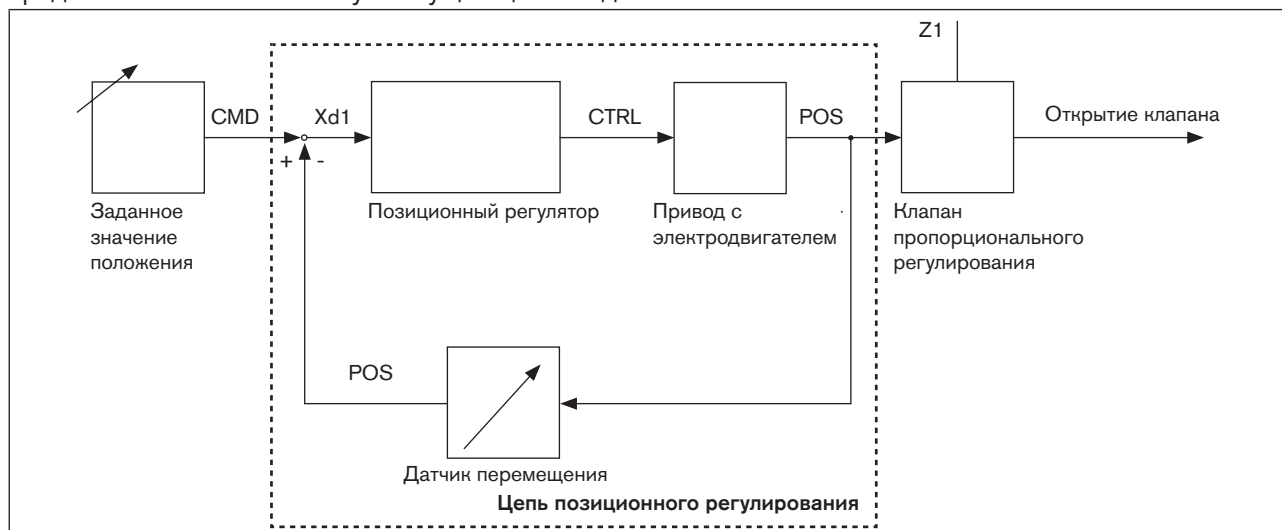 Z1
CMD
Xd1
CTRL
POS
Открытие клапана
+ -
Заданное
значение
положения
Позиционный регулятор
Привод с
электродвигателем
Клапан
пропорционального
регулирования
POS
Датчик перемещения
Цепь позиционного регулирования